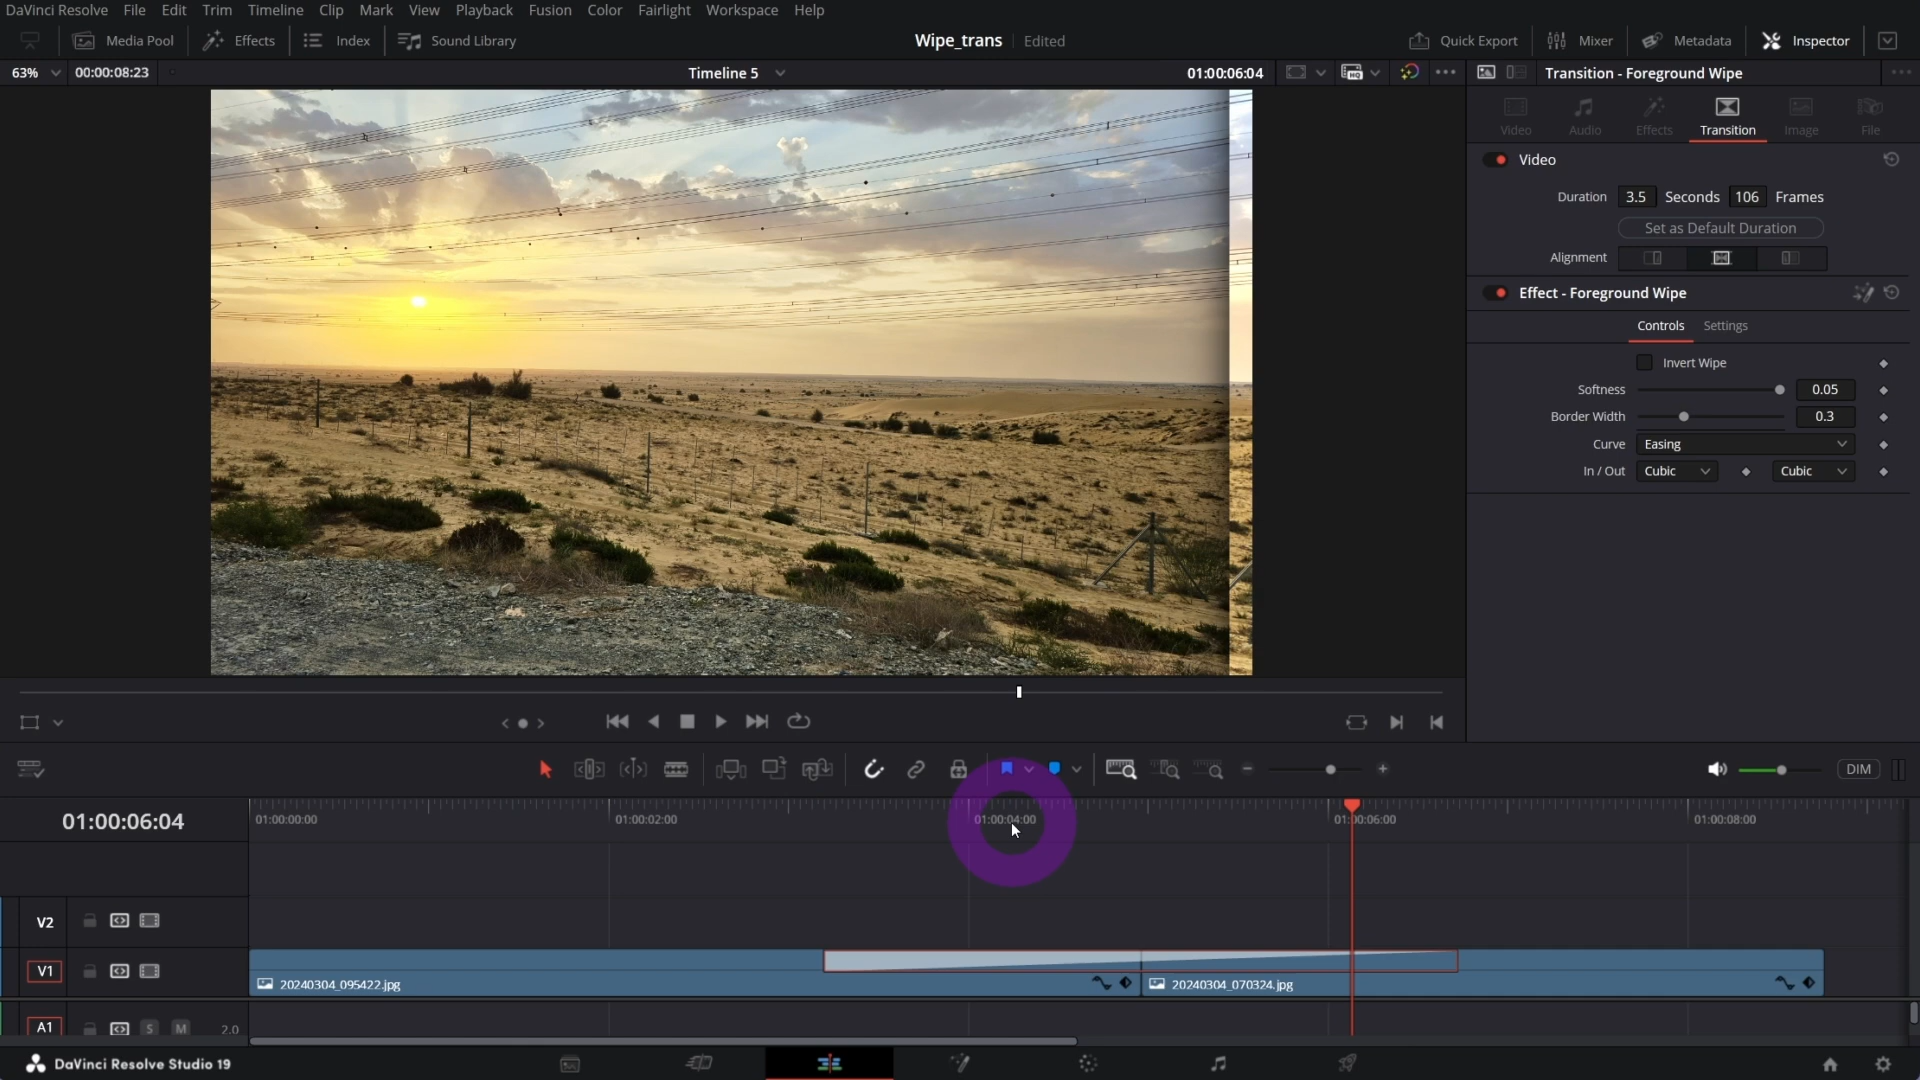 DaVinci Resolve File Edit Trim Timeline Clip Mark View Playback Fusion Color Fairlight Workspace Help
Media Pool Effects Index Sound Library Wipe_trans Edited Quick Export Mixer Metadata Inspector
63% 00:00:08:23 Timeline 5 01:00:06:04 Transition - Foreground Wipe
Video Audio Effects Transition Image File
Video
Duration 3.5 Seconds 106 Frames
Set as Default Duration
Alignment
Effect - Foreground Wipe
Controls Settings
Invert Wipe
Softness 0.05
Border Width 0.3
Curve Easing
In / Out Cubic Cubic
DIM
01:00:06:04 01:00:00:00 01:00:02:00 01:00:04:00 01:00:06:00 01:00:08:00
V2
V1 20240304_095422.jpg 20240304_070324.jpg
A1 S M 2.0
DaVinci Resolve Studio 19